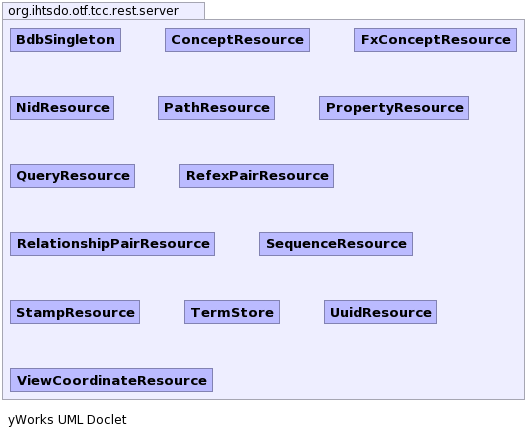 org.ihtsdo.otf.tcc.rest.server
BdbSingleton ConceptResource FxConceptResource
NidResource PathResource PropertyResource
QueryResource RefexPairResource
RelationshipPairResource SequenceResource
StampResource TermStore UuidResource
ViewCoordinateResource
yWorks UML Doclet